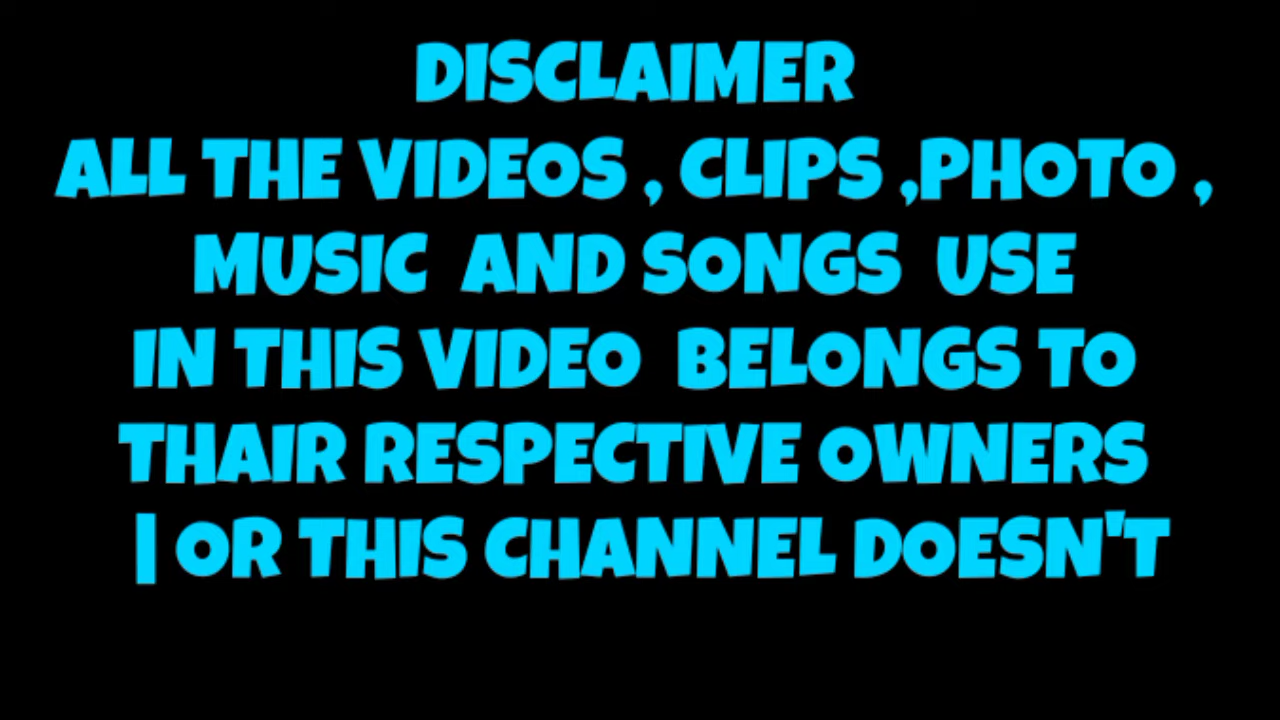 DISCLAIMER
ALL THE VIDEOS , CLIPS ,PHOTO ,
MUSIC AND SONGS USE
IN THIS VIDEO BELONGS TO
THAIR RESPECTIVE OWNERS
| OR THIS CHANNEL DOESN'T